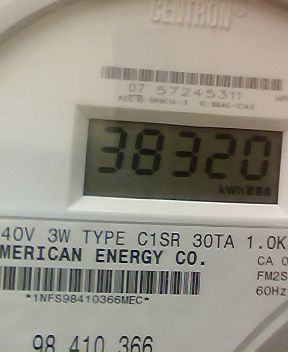 CENTRON®
07 57245311
38320
kWh
40V 3W TYPE C1SR 30TA 1.0K
MERICAN ENERGY CO.
CA 0
FM2S
60Hz
*1NFS98410366MEC*
98 410 366